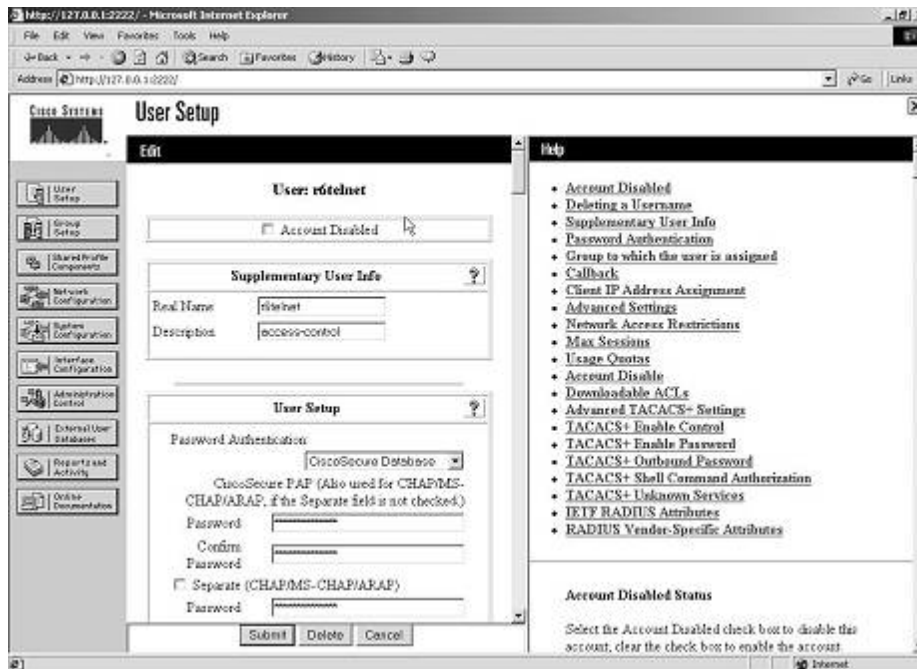 http://127.0.0.1:2222/ - Microsoft Internet Explorer
File Edit View Favorites Tools Help
Back Search Favorites History
Address http://127.0.0.1:2222/ Go Links
Cisco Systems
User Setup
User Setup
Group Setup
Shared Profile Components
Network Configuration
System Configuration
Interface Configuration
Administration Control
External User Databases
Reports and Activity
Online Documentation
Edit
User: r6telnet
Account Disabled
Supplementary User Info ?
Real Name r6telnet
Description access-control
User Setup ?
Password Authentication:
CiscoSecure Database
CiscoSecure PAP (Also used for CHAP/MS-
CHAP/ARAP, if the Separate field is not checked.)
Password
Confirm
Password
Separate (CHAP/MS-CHAP/ARAP)
Password
Submit Delete Cancel
Help
Account Disabled
Deleting a Username
Supplementary User Info
Password Authentication
Group to which the user is assigned
Callback
Client IP Address Assignment
Advanced Settings
Network Access Restrictions
Max Sessions
Usage Quotas
Account Disable
Downloadable ACLs
Advanced TACACS+ Settings
TACACS+ Enable Control
TACACS+ Enable Password
TACACS+ Outbound Password
TACACS+ Shell Command Authorization
TACACS+ Unknown Services
IETF RADIUS Attributes
RADIUS Vendor-Specific Attributes
Account Disabled Status
Select the Account Disabled check box to disable this
account; clear the check box to enable the account.
Internet